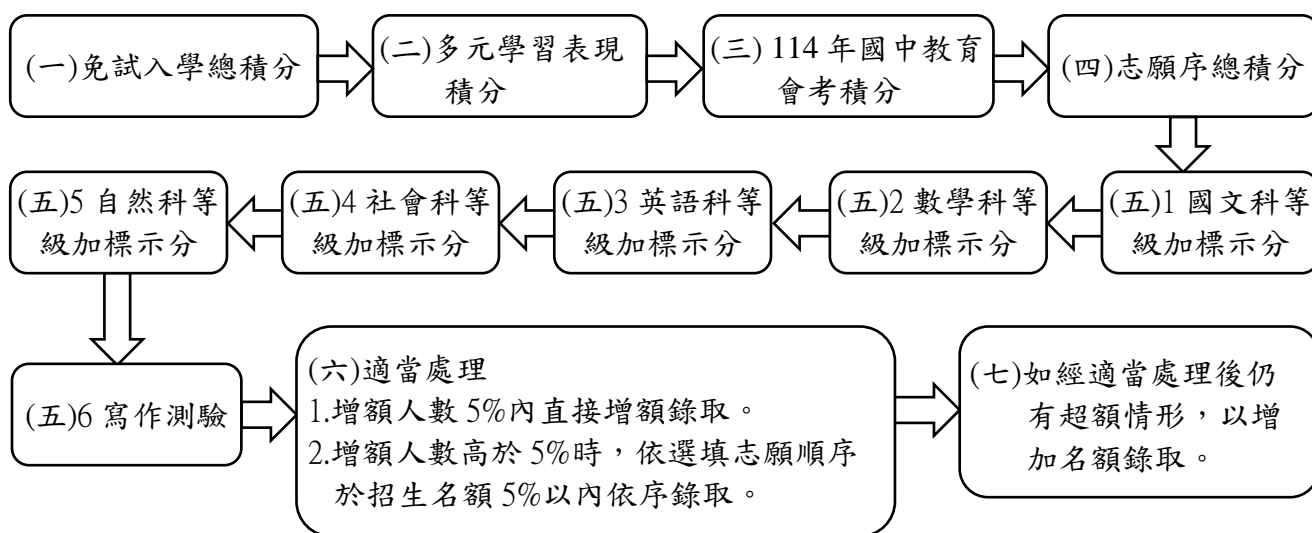 (一)免試入學總積分
(二)多元學習表現
積分
(三)114年國中教育
會考積分
(四)志願序總積分
(五)1國文科等
級加標示分
(五)2數學科等
級加標示分
(五)3英語科等
級加標示分
(五)4社會科等
級加標示分
(五)5自然科等
級加標示分
(五)6寫作測驗
(六)適當處理
1.增額人數5%內直接增額錄取。
2.增額人數高於5%時，依選填志願順序
於招生名額5%以內依序錄取。
(七)如經適當處理後仍
有超額情形，以增
加名額錄取。